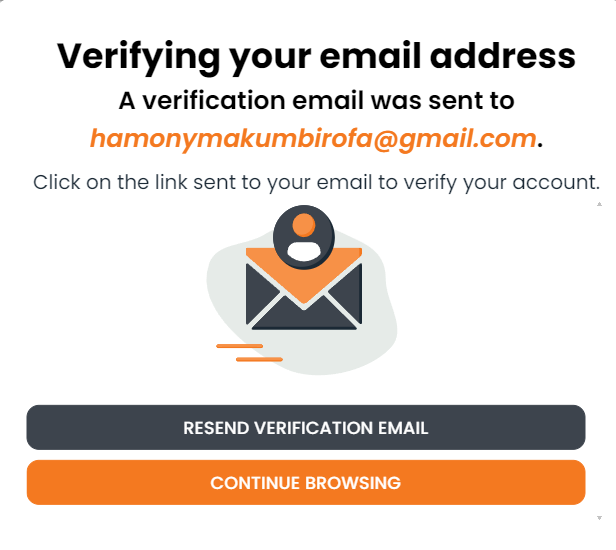 Verifying your email address
A verification email was sent to
hamonymakumbirofa@gmail.com.
Click on the link sent to your email to verify your account.
RESEND VERIFICATION EMAIL
CONTINUE BROWSING